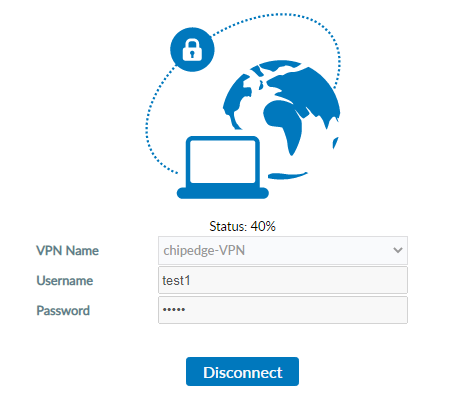 Status: 40%
VPN Name chipedge-VPN
Username test1
Password •••••
Disconnect